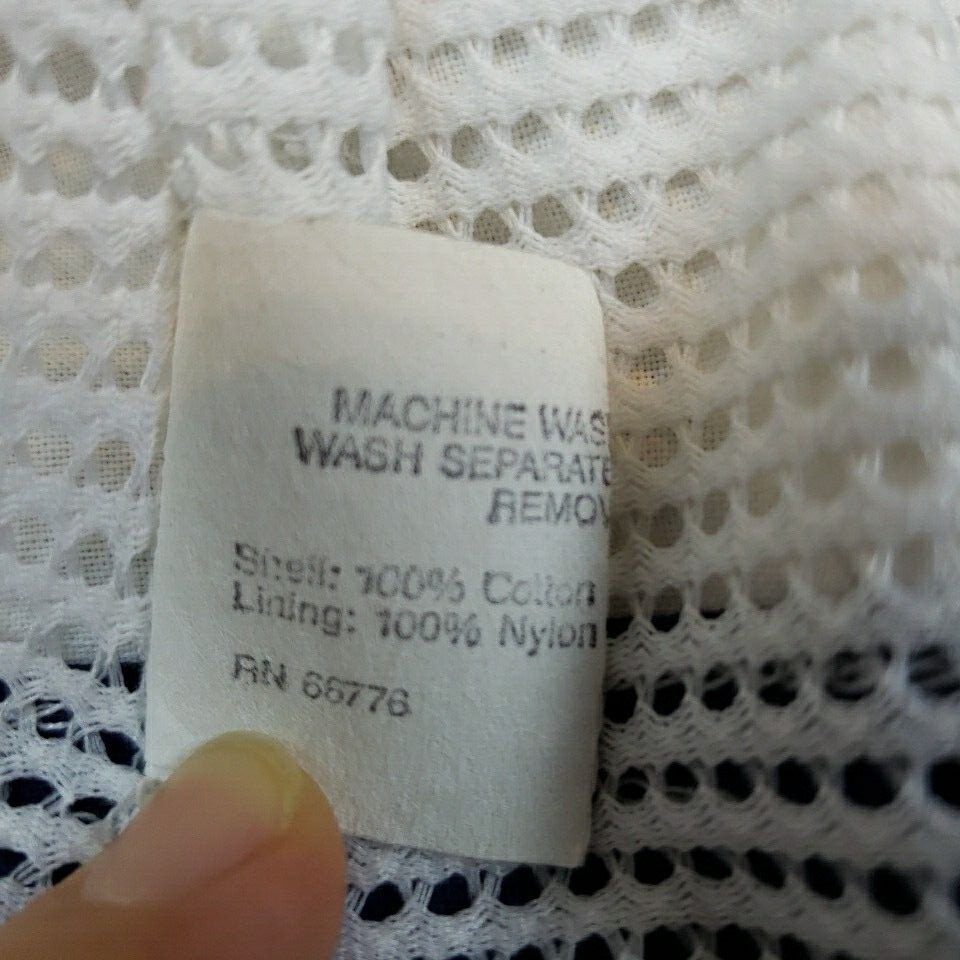 MACHINE WAS
WASH SEPARATE
REMOV
Shell: 100% Cotton
Lining: 100% Nylon
RN 66776